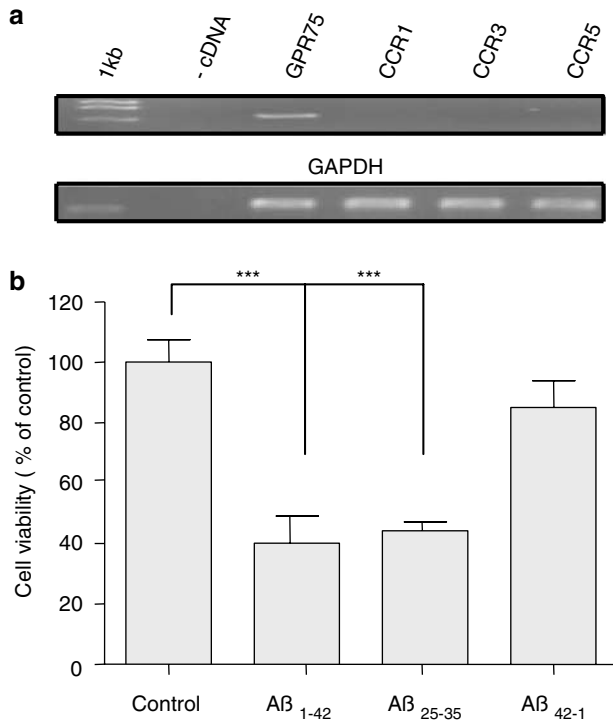 a
1kb
- cDNA
GPR75
CCR1
CCR3
CCR5
GAPDH
b
*** ***
120
100
80
60
40
20
0
Cell viability ( % of control)
Control
Aß 1-42
Aß 25-35
Aß 42-1